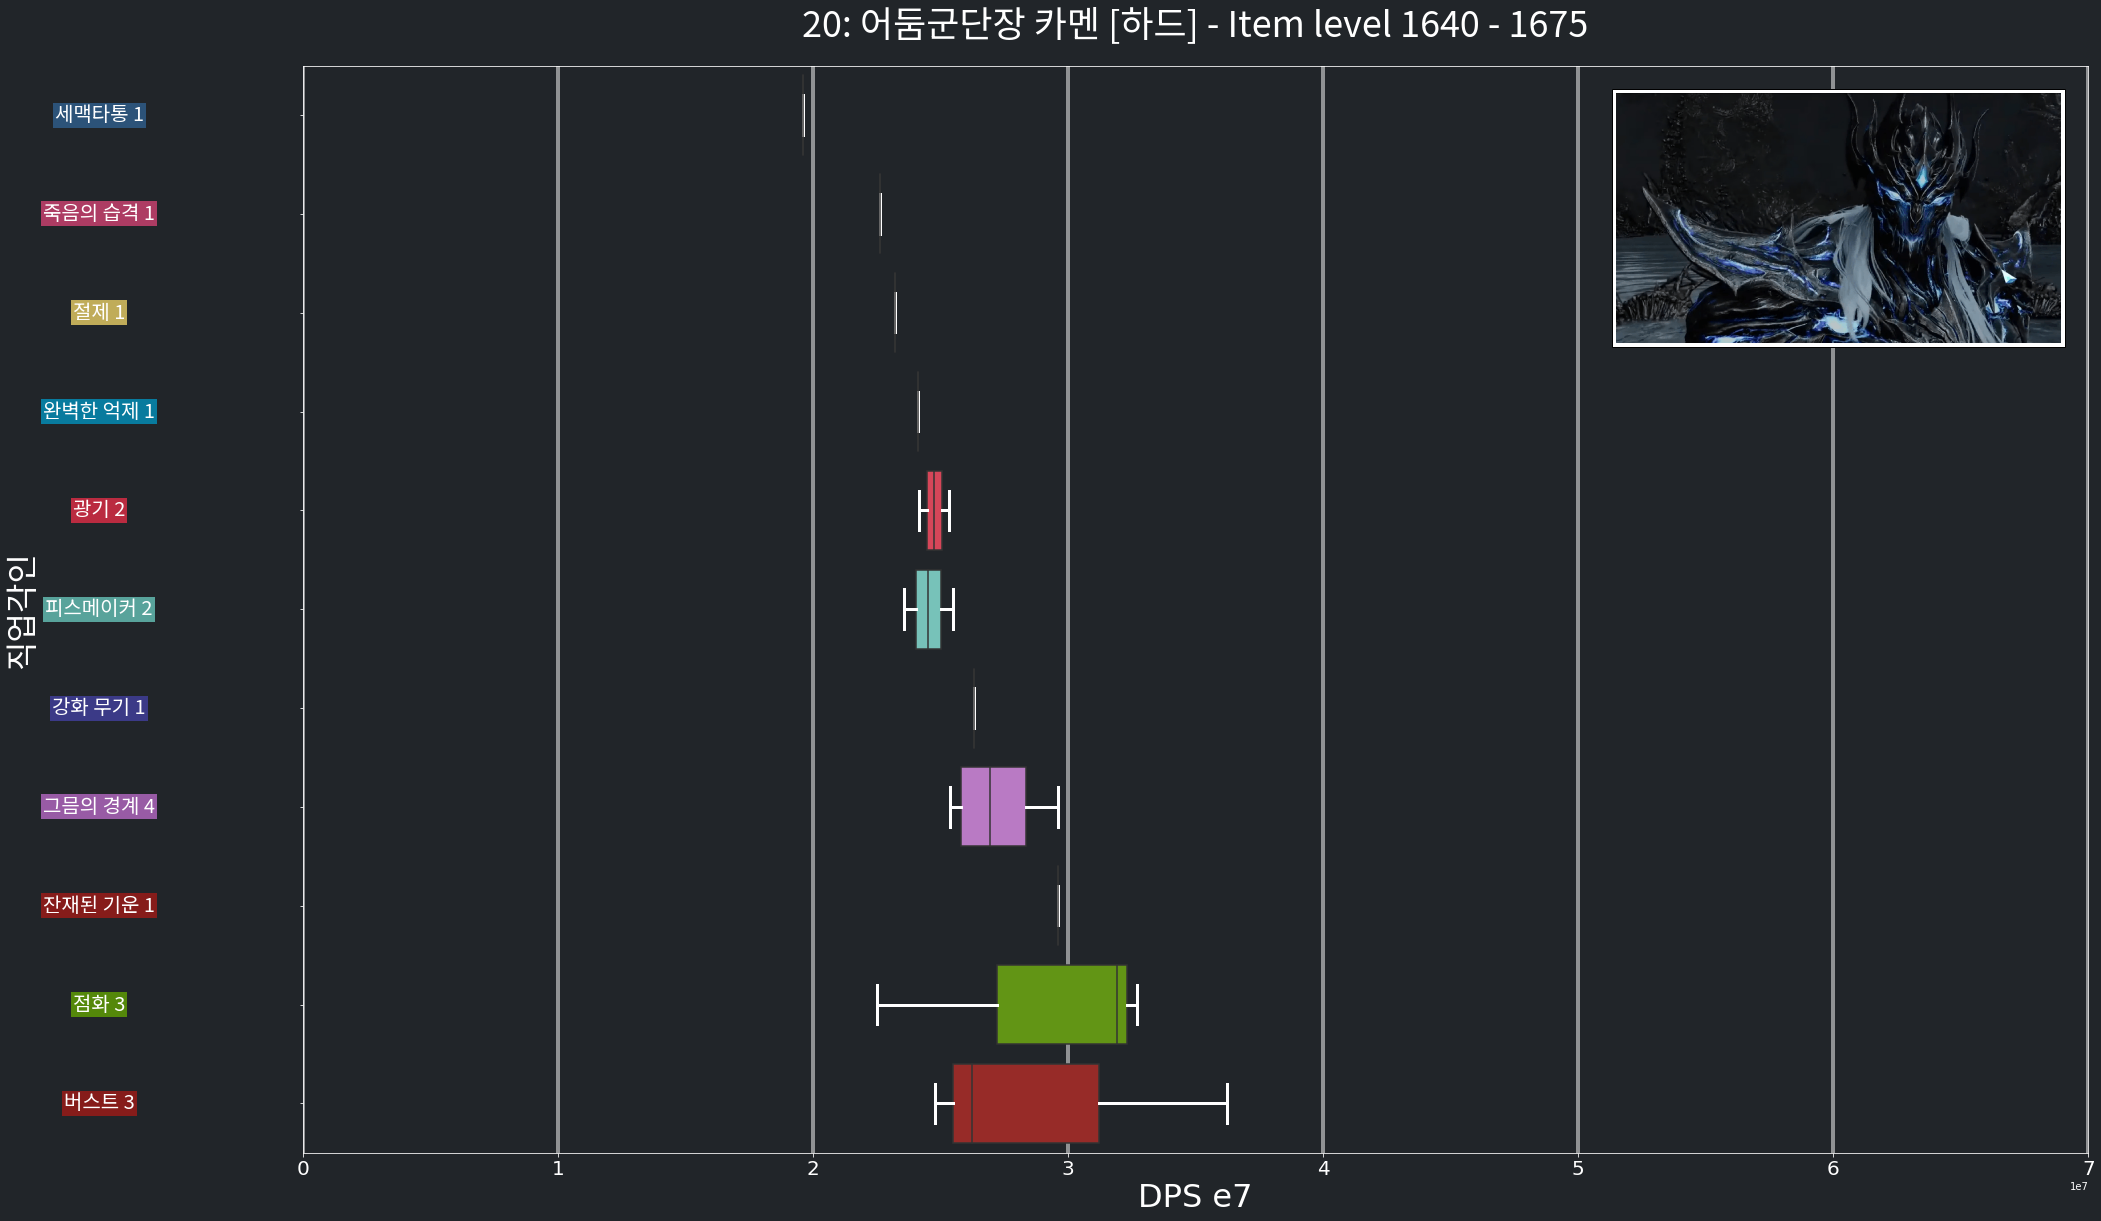 20: 어둠군단장 카멘 [하드] - Item level 1640 - 1675
직업각인
세맥타통 1
죽음의 습격 1
절제 1
완벽한 억제 1
광기 2
피스메이커 2
강화 무기 1
그믐의 경계 4
잔재된 기운 1
점화 3
버스트 3
0 1 2 3 4 5 6 7
1e7
DPS e7